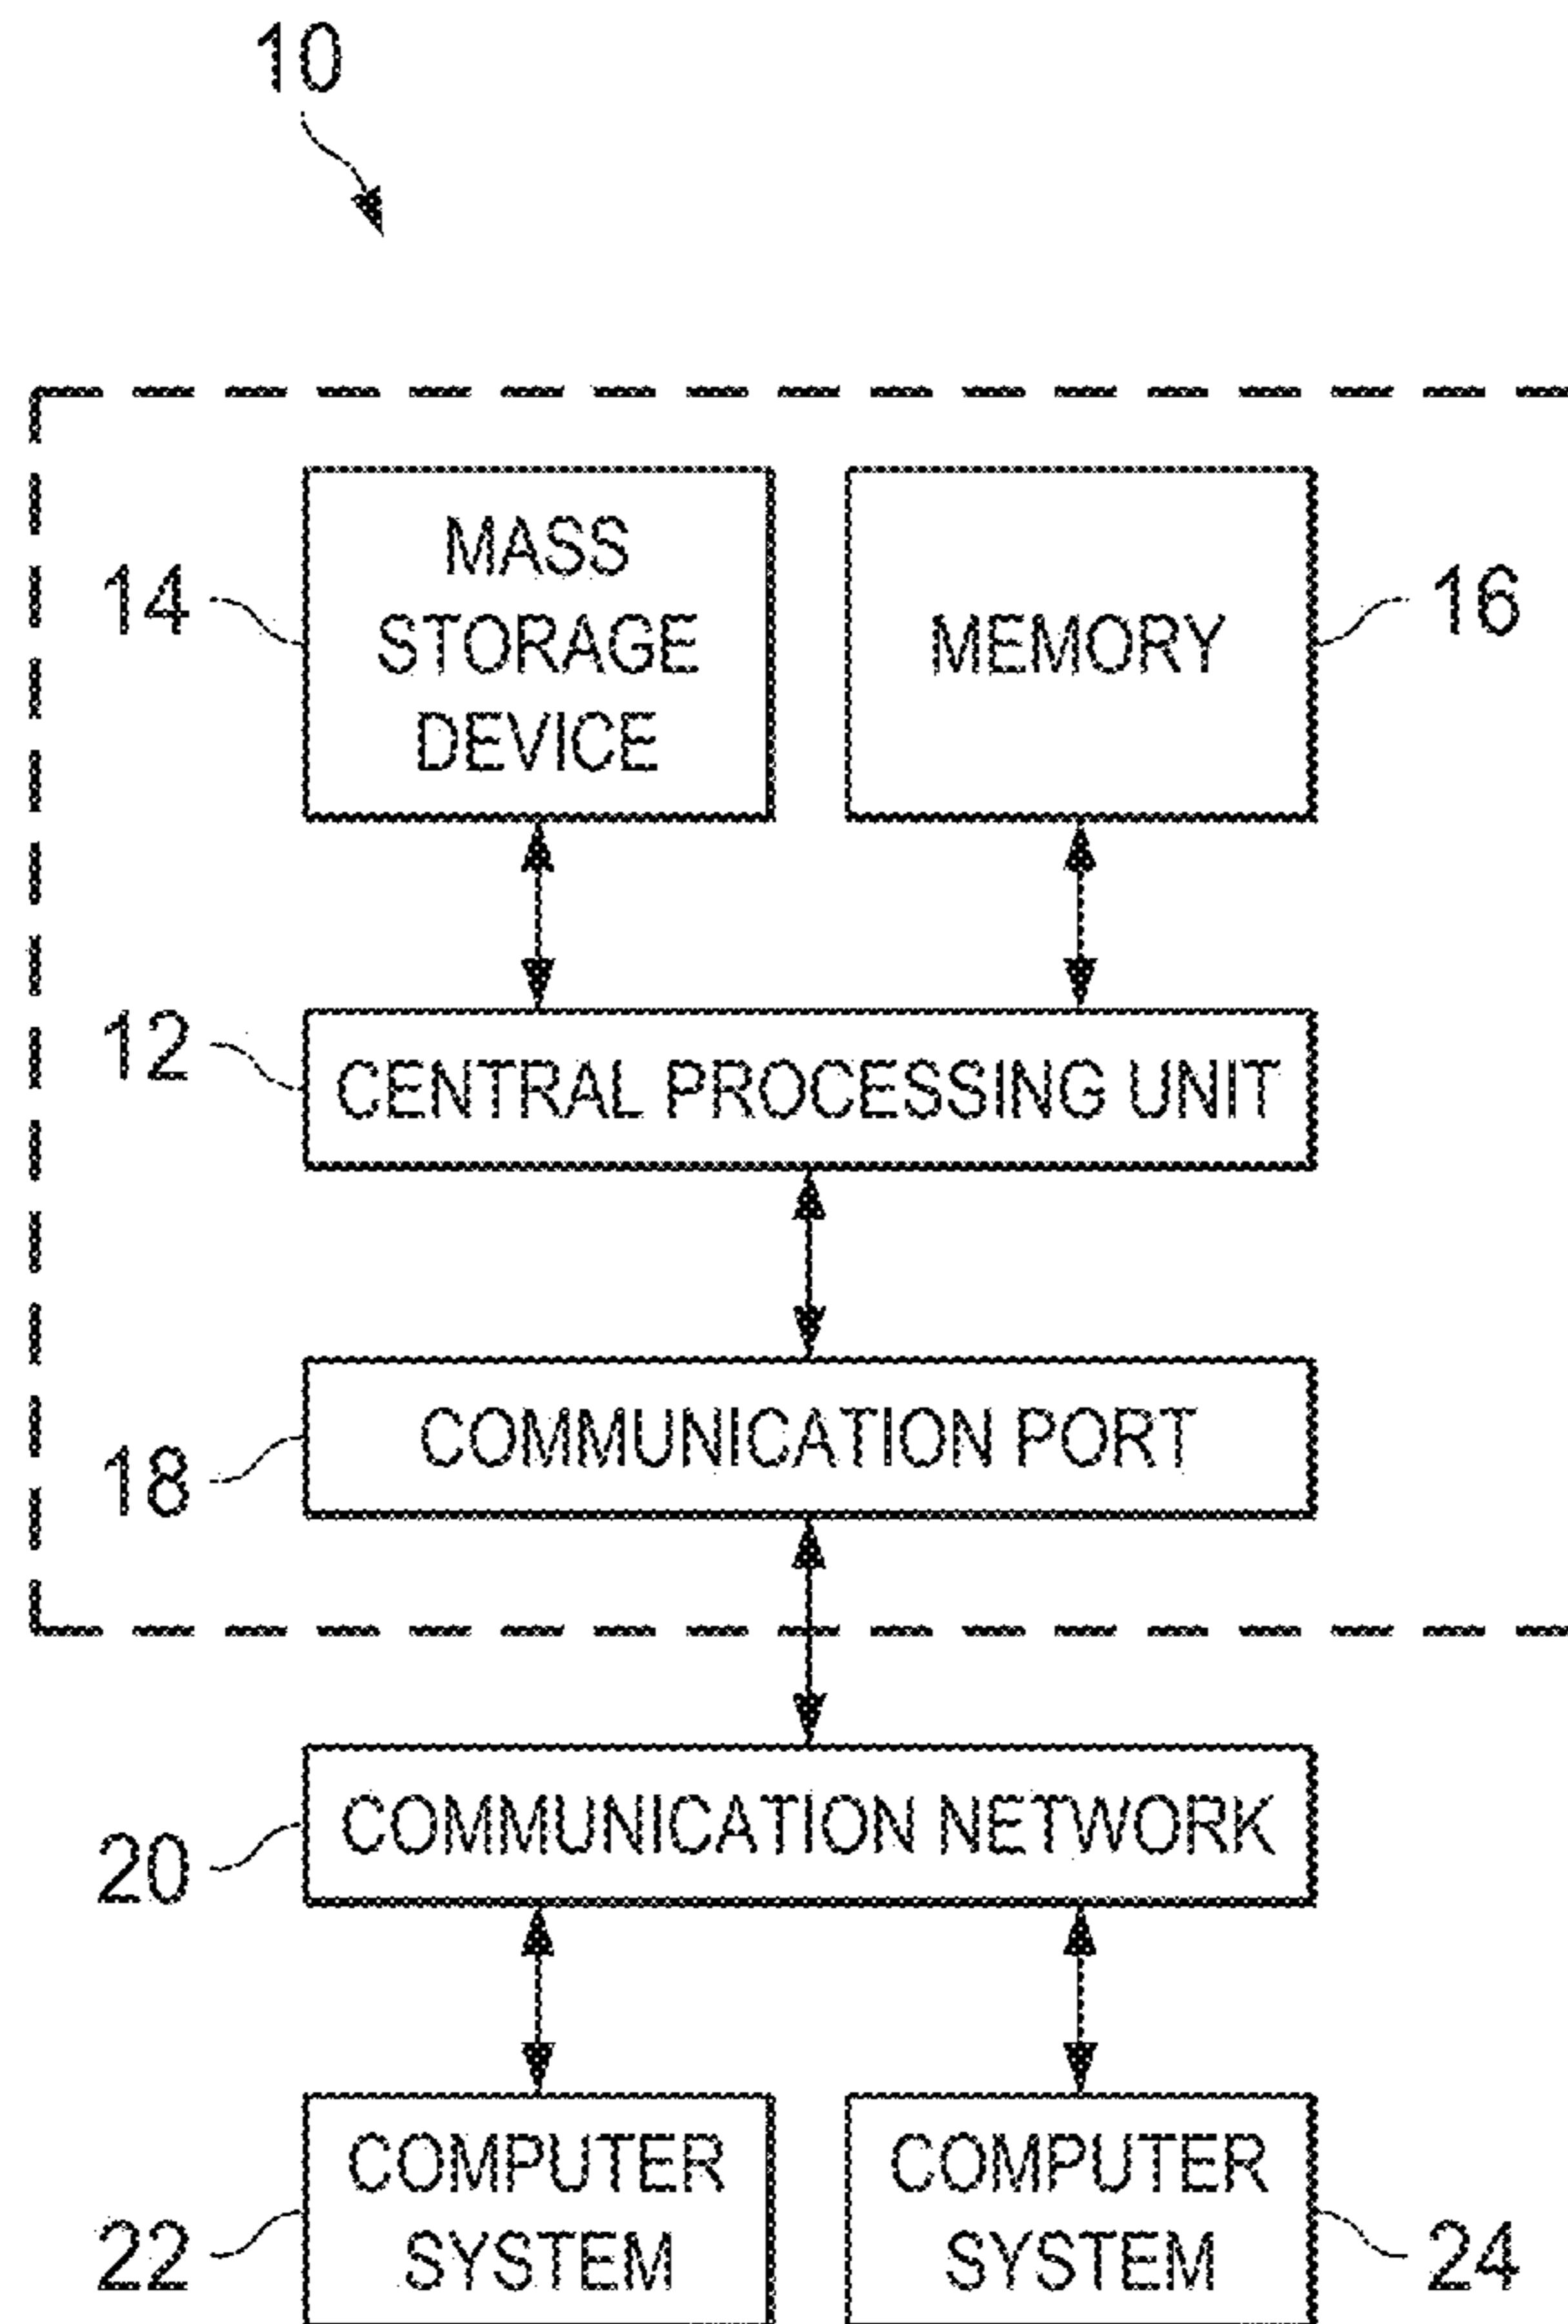 10
MASS
STORAGE
DEVICE
14
MEMORY
16
12
CENTRAL PROCESSING UNIT
18
COMMUNICATION PORT
20
COMMUNICATION NETWORK
22
COMPUTER
SYSTEM
COMPUTER
SYSTEM
24